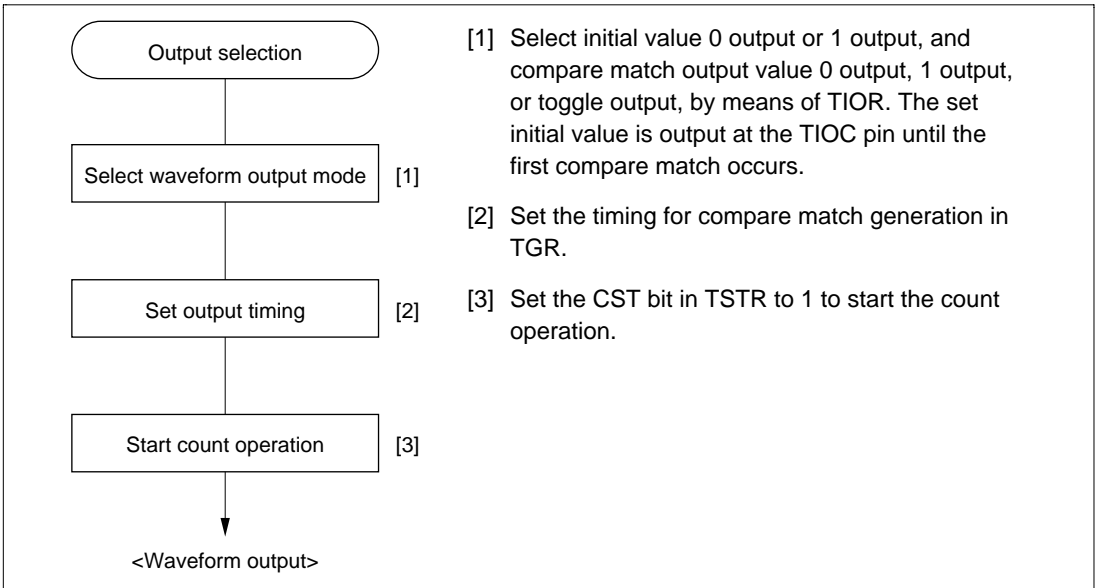 Output selection
Select waveform output mode [1]
Set output timing [2]
Start count operation [3]
<Waveform output>
[1] Select initial value 0 output or 1 output, and
compare match output value 0 output, 1 output,
or toggle output, by means of TIOR. The set
initial value is output at the TIOC pin until the
first compare match occurs.
[2] Set the timing for compare match generation in
TGR.
[3] Set the CST bit in TSTR to 1 to start the count
operation.